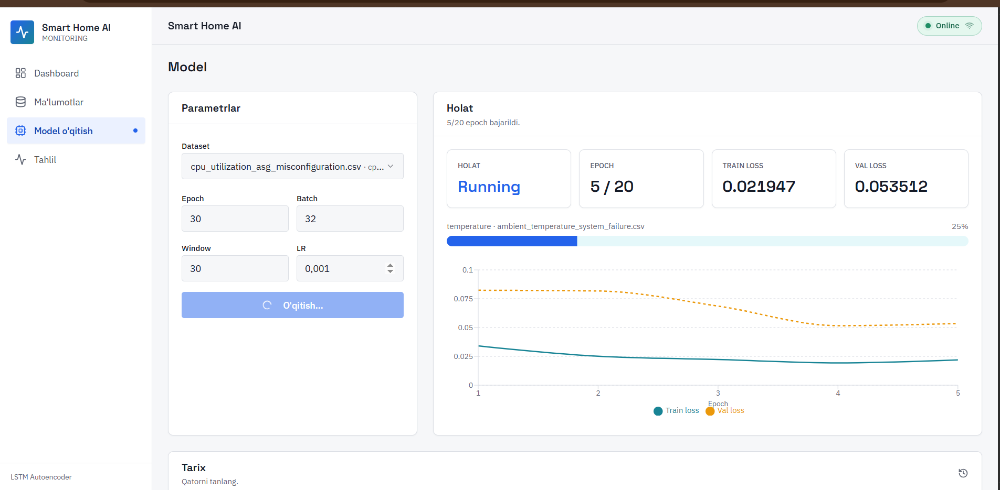 Smart Home AI
MONITORING
Dashboard
Ma'lumotlar
Model o'qitish
Tahlil
LSTM Autoencoder
Smart Home AI
Online
Model
Parametrlar
Dataset
cpu_utilization_asg_misconfiguration.csv · cp...
Epoch
Batch
30
32
Window
LR
30
0,001
O'qitish...
Holat
5/20 epoch bajarildi.
HOLAT
Running
EPOCH
5 / 20
TRAIN LOSS
0.021947
VAL LOSS
0.053512
temperature · ambient_temperature_system_failure.csv
25%
0.1
0.075
0.05
0.025
0
1
2
3
4
5
Epoch
Train loss
Val loss
Tarix
Qatorni tanlang.